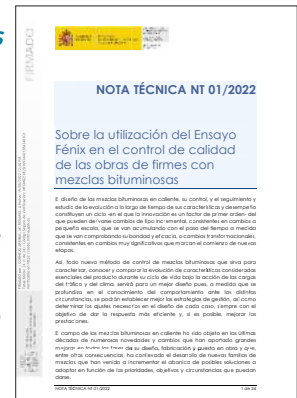 s
FIRMADO
NOTA TÉCNICA NT 01/2022
Sobre la utilización del Ensayo
Fénix en el control de calidad
de las obras de firmes con
mezclas bituminosas
El diseño de las mezclas bituminosas en caliente, su control, y el seguimiento y
estudio de la evolución a lo largo de tiempo de sus características y desempeño
constituyen un ciclo en el que la innovación es un factor de primer orden del
que pueden derivarse cambios de tipo incremental, consistentes en cambios a
pequeña escala, que se van acumulando con el paso del tiempo a medida
que se van comprobando su bondad y eficacia, o cambios transformacionales,
consistentes en cambios muy significativos que marcan el comienzo de nuevas
etapas.
Así, todo nuevo método de control de mezclas bituminosas que sirva para
caracterizar, conocer y comparar la evolución de características consideradas
esenciales del producto durante su ciclo de vida bajo la acción de las cargas
del tráfico y del clima, servirá para un mejor diseño pues, a medida que se
profundiza en el conocimiento del comportamiento ante las distintas
circunstancias, se podrán establecer mejor las estrategias de gestión, así como
determinar los ajustes necesarios en el diseño de cada caso, siempre con el
objetivo de dar la respuesta más eficiente y, si es posible, mejorar las
prestaciones.
El campo de las mezclas bituminosas en caliente ha sido objeto en las últimas
décadas de numerosas novedades y cambios que han aportado grandes
mejoras en todas las fases de su diseño, fabricación y puesta en obra y que,
entre otras consecuencias, ha conllevado el desarrollo de nuevas familias de
mezclas que han venido a incrementar el abanico de posibles soluciones a
adoptar en función de las prioridades, objetivos y circunstancias que puedan
darse.
NOTA TÉCNICA NT 01/2022 1 de 24